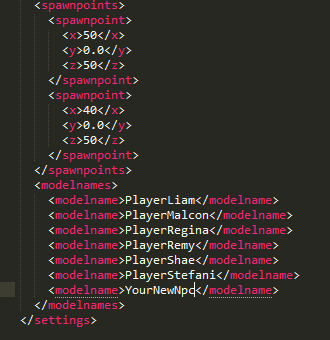 <spawnpoints>
<spawnpoint>
<x>50</x>
<y>0.0</y>
<z>50</z>
</spawnpoint>
<spawnpoint>
<x>40</x>
<y>0.0</y>
<z>50</z>
</spawnpoint>
</spawnpoints>
<modelnames>
<modelname>PlayerLiam</modelname>
<modelname>PlayerMalcon</modelname>
<modelname>PlayerRegina</modelname>
<modelname>PlayerRemy</modelname>
<modelname>PlayerShae</modelname>
<modelname>PlayerStefani</modelname>
<modelname>YourNewNpc</modelname>
</modelnames>
</settings>